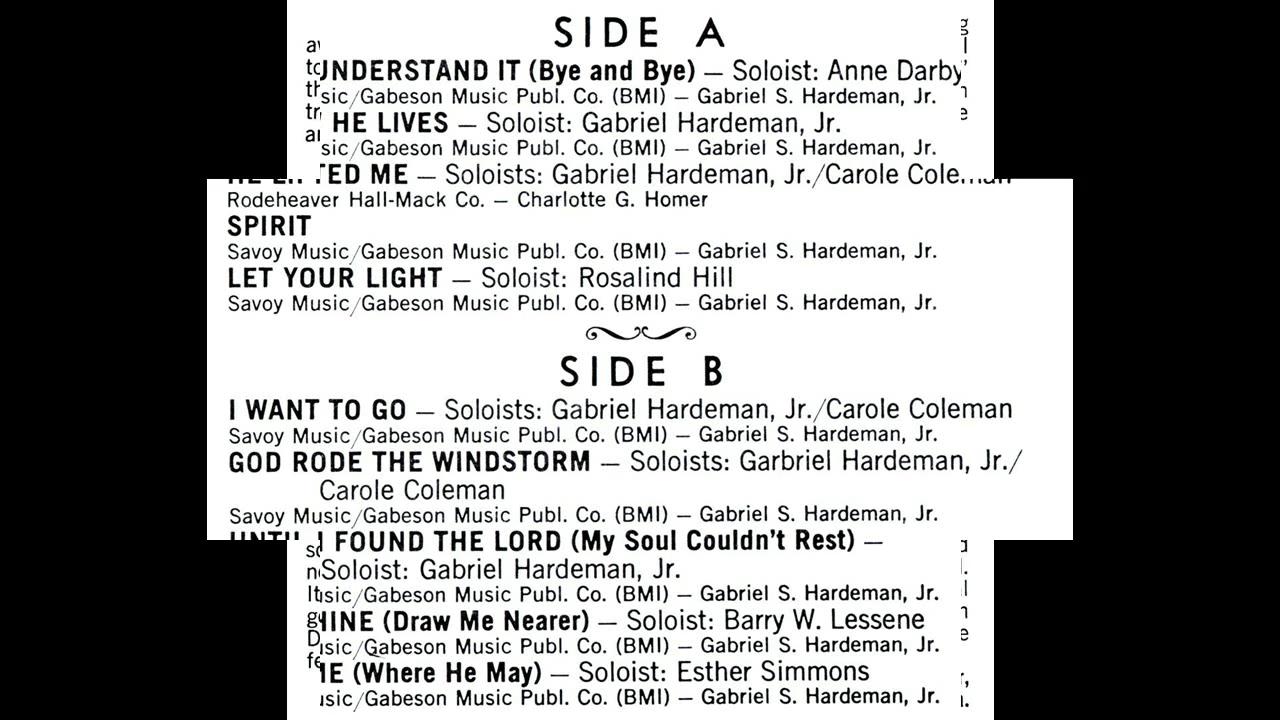 SIDE A
UNDERSTAND IT (Bye and Bye) — Soloist: Anne Darby
Music Publ. Co. (BMI) — Gabriel S. Hardeman, Jr.
HE LIVES — Soloist: Gabriel Hardeman, Jr.
sic/Gabeson Music Publ. Co. (BMI) — Gabriel S. Hardeman, Jr.
ME — Soloists: Gabriel Hardeman, Jr./Carole
Rodeheaver Hall-Mack Co. — Charlotte G. Homer
SPIRIT
Savoy Music/Gabeson Music Publ. Co. (BMI) — Gabriel S. Hardeman, Jr.
LET YOUR LIGHT — Soloist: Rosalind Hill
Savoy Music/Gabeson Music Publ. Co. (BMI) — Gabriel S. Hardeman, Jr.
SIDE B
I WANT TO GO — Soloists: Gabriel Hardeman, Jr./Carole Coleman
Savoy Music/Gabeson Music Publ. Co. (BMI) — Gabriel S. Hardeman, Jr.
GOD RODE THE WINDSTORM — Soloists: Garbriel Hardeman, Jr./
Carole Coleman
Savoy Music/Gabeson Music Publ. Co. (BMI) — Gabriel S. Hardeman, Jr.
I FOUND THE LORD (My Soul Couldn't Rest) —
Soloist: Gabriel Hardeman, Jr.
sic/Gabeson Music Publ. Co. (BMI) — Gabriel S. Hardeman, Jr.
(Draw Me Nearer) — Soloist: Barry W. Lessene
sic/Gabeson Music Publ. Co. (BMI) — Gabriel S. Hardeman, Jr.
(Where He May) — Soloist: Esther Simmons
sic/Gabeson Music Publ. Co. (BMI) — Gabriel S. Hardeman, Jr.